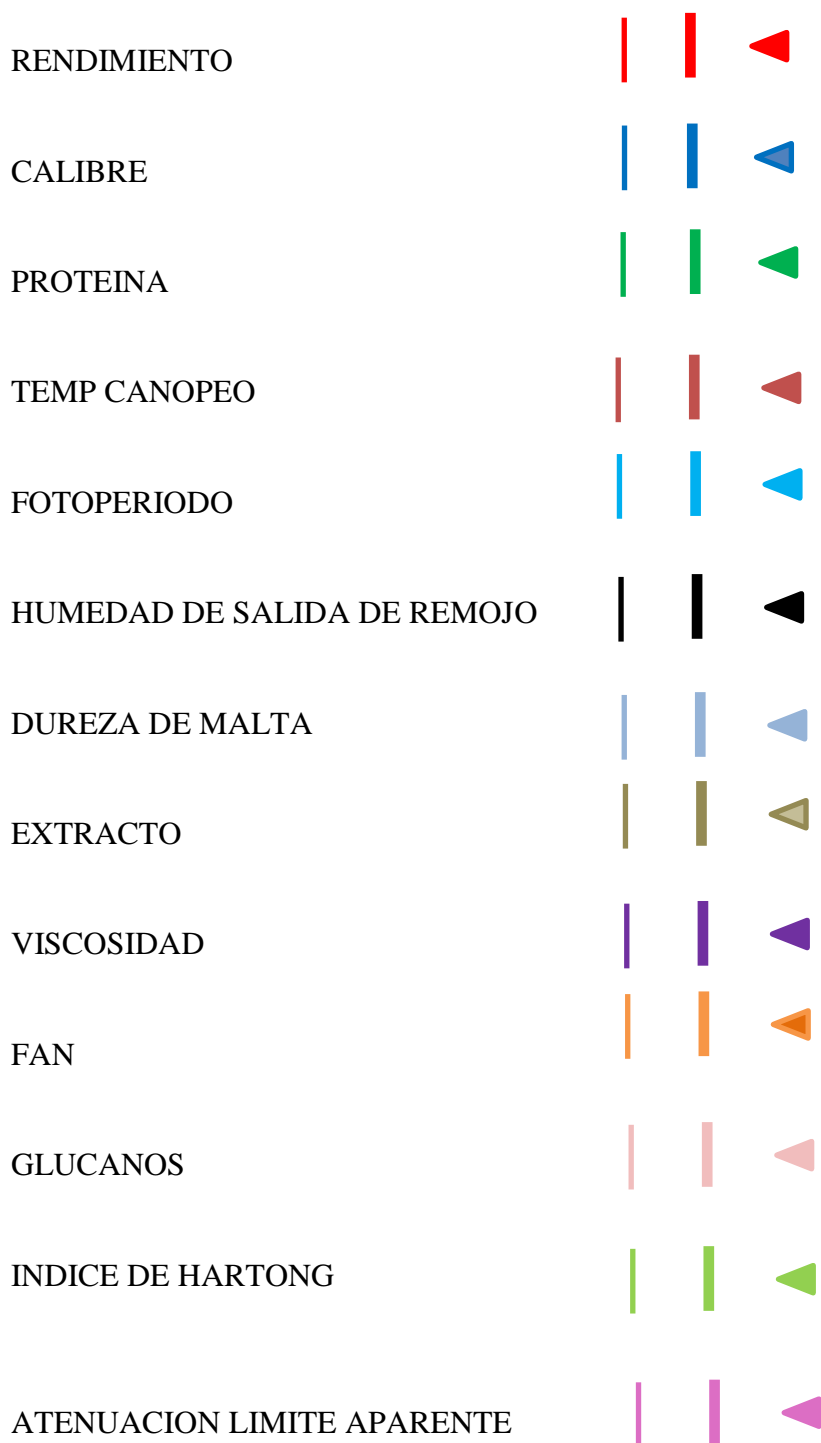 RENDIMIENTO
CALIBRE
PROTEINA
TEMP CANOPEO
FOTOPERIODO
HUMEDAD DE SALIDA DE REMOJO
DUREZA DE MALTA
EXTRACTO
VISCOSIDAD
FAN
GLUCANOS
INDICE DE HARTONG
ATENUACION LIMITE APARENTE